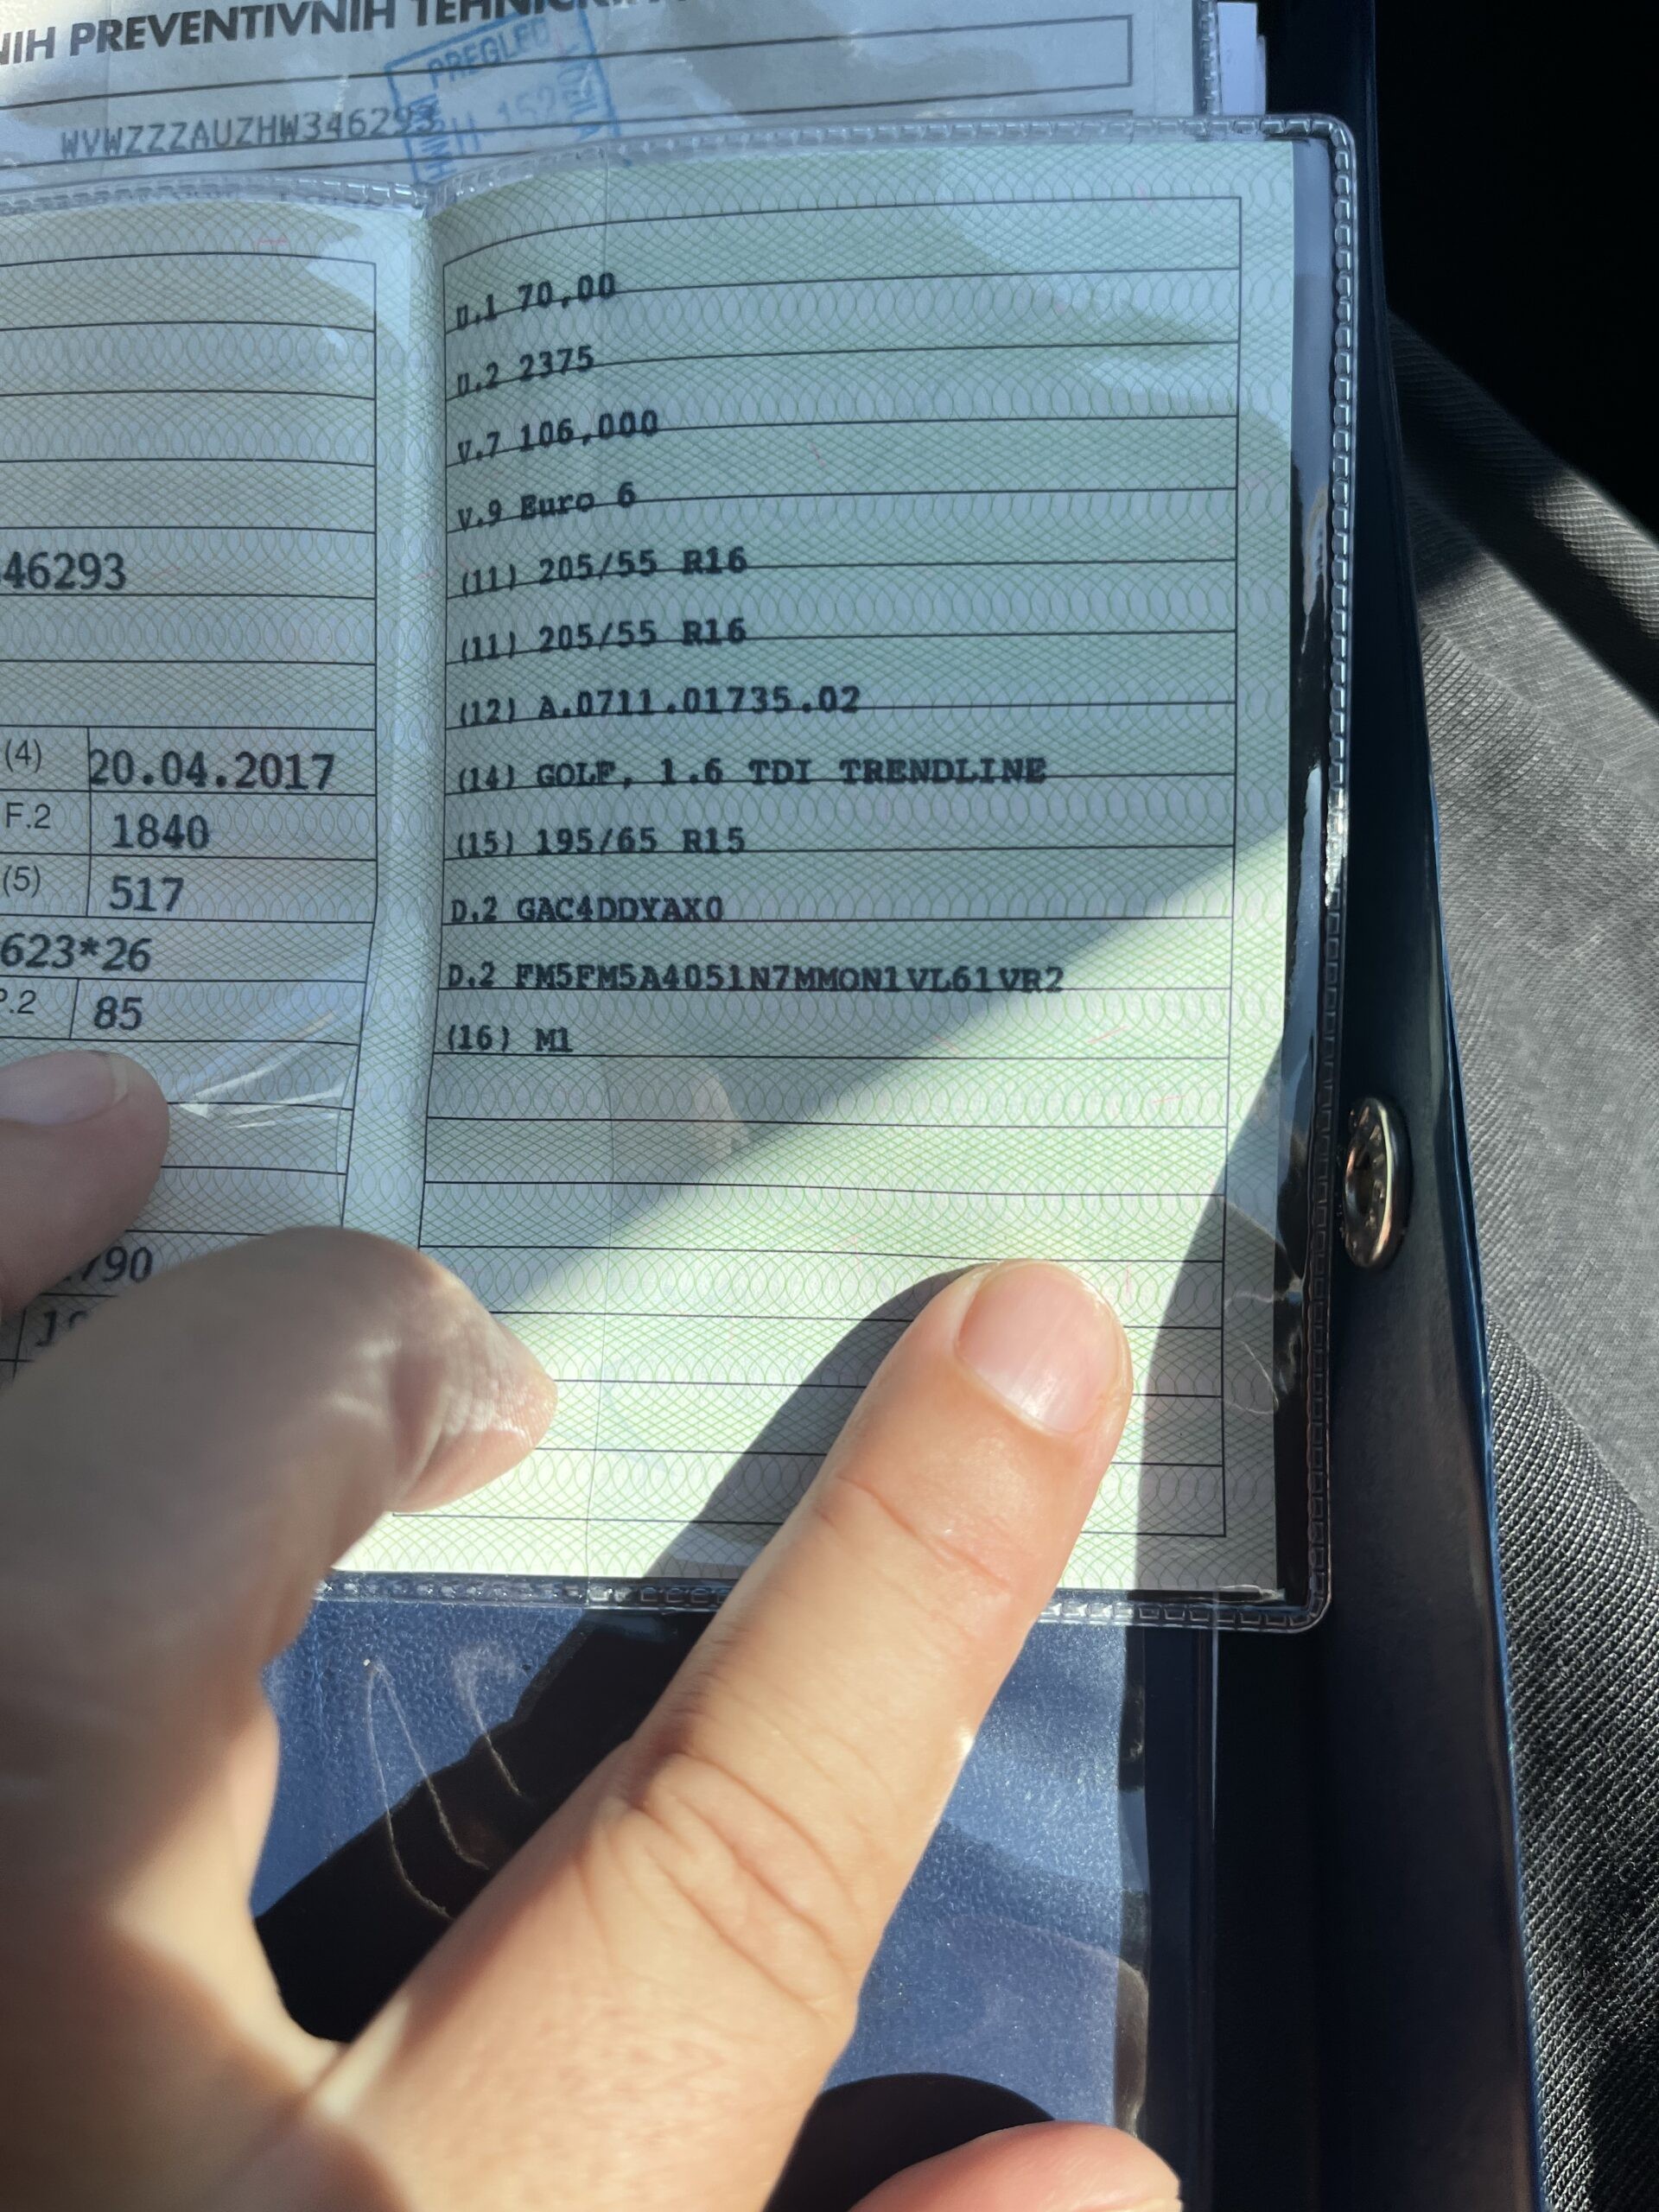 PREVENTIVNIH
PREGLED
WVWZZZAUZHW346293
46293
(4) 20.04.2017
F.2 1840
(5) 517
623*26
P.2 85
790
U.1 70,00
U.2 2375
V.7 106,000
V.9 Euro 6
(11) 205/55 R16
(11) 205/55 R16
(12) A.0711.01735.02
(14) GOLF, 1.6 TDI TRENDLINE
(15) 195/65 R15
D.2 GAC4DDYAX0
D.2 FM5FM5A4051N7MMON1VL61VR2
(16) M1